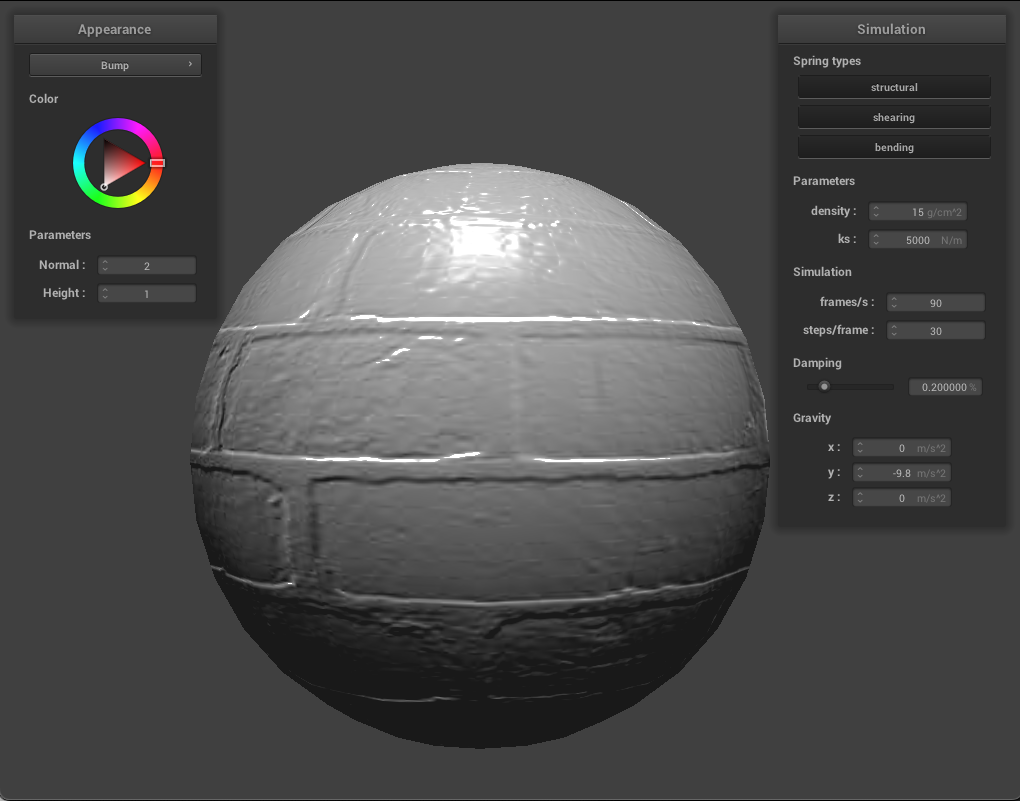 Appearance
Bump ›
Color
Parameters
Normal : 2
Height : 1
Simulation
Spring types
structural
shearing
bending
Parameters
density : 15 g/cm^2
ks : 5000 N/m
Simulation
frames/s : 90
steps/frame : 30
Damping
0.200000 %
Gravity
x : 0 m/s^2
y : -9.8 m/s^2
z : 0 m/s^2